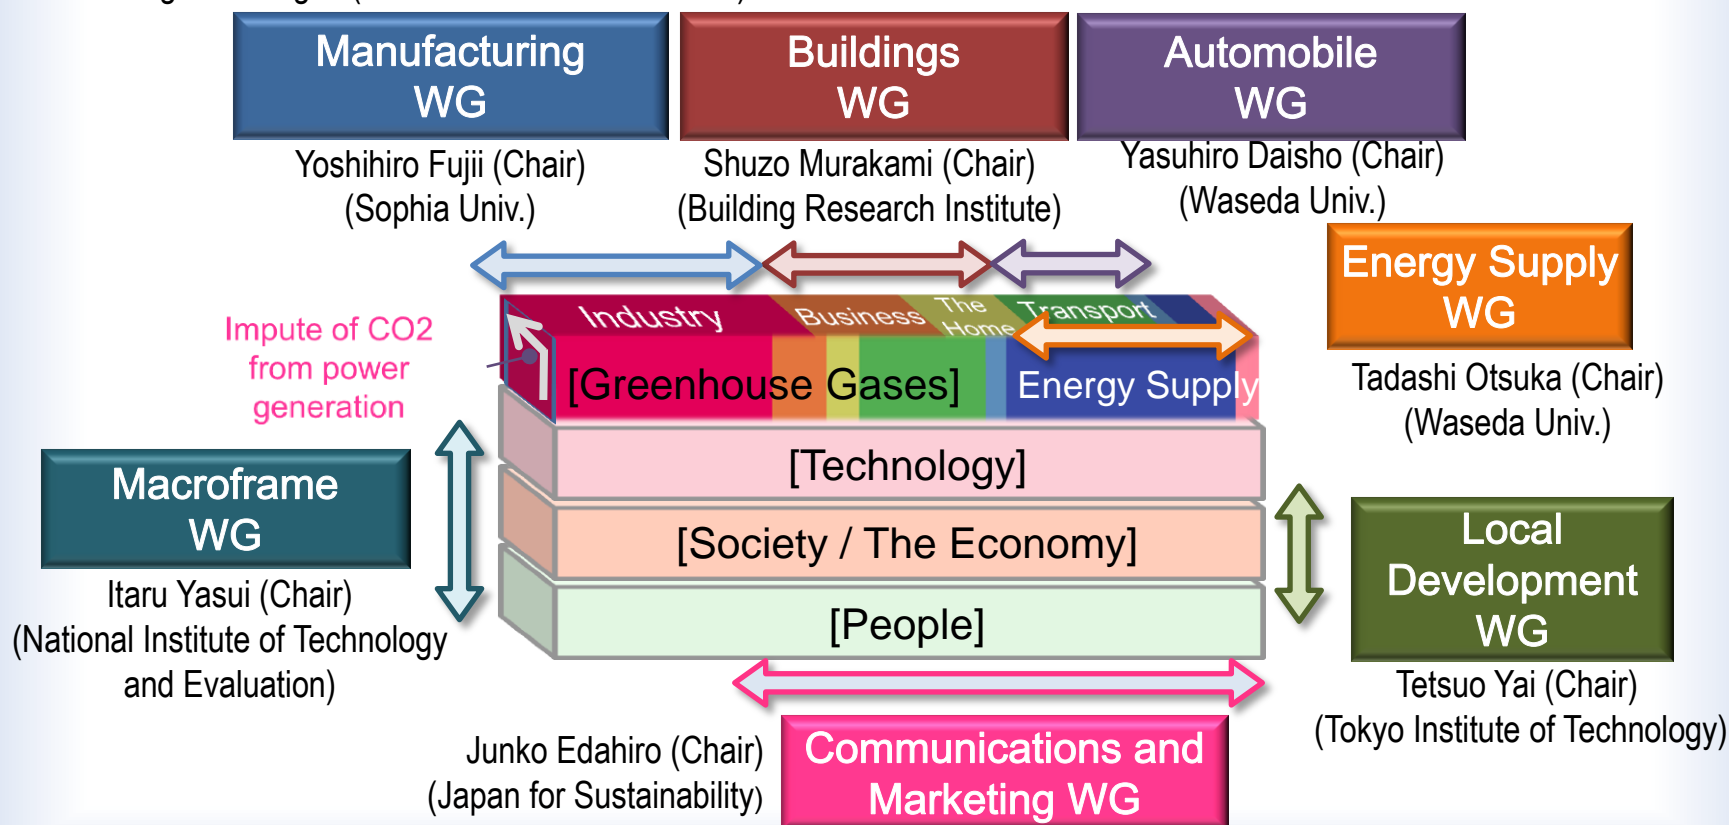 Manufacturing
WG
Buildings
WG
Automobile
WG
Yoshihiro Fujii (Chair)
(Sophia Univ.)
Shuzo Murakami (Chair)
(Building Research Institute)
Yasuhiro Daisho (Chair)
(Waseda Univ.)
Energy Supply
WG
Tadashi Otsuka (Chair)
(Waseda Univ.)
Industry
Business
The
Home
Transport
Impute of CO2
from power
generation
[Greenhouse Gases]
Energy Supply
[Technology]
[Society / The Economy]
[People]
Macroframe
WG
Itaru Yasui (Chair)
(National Institute of Technology
and Evaluation)
Local
Development
WG
Tetsuo Yai (Chair)
(Tokyo Institute of Technology)
Junko Edahiro (Chair)
(Japan for Sustainability)
Communications and
Marketing WG